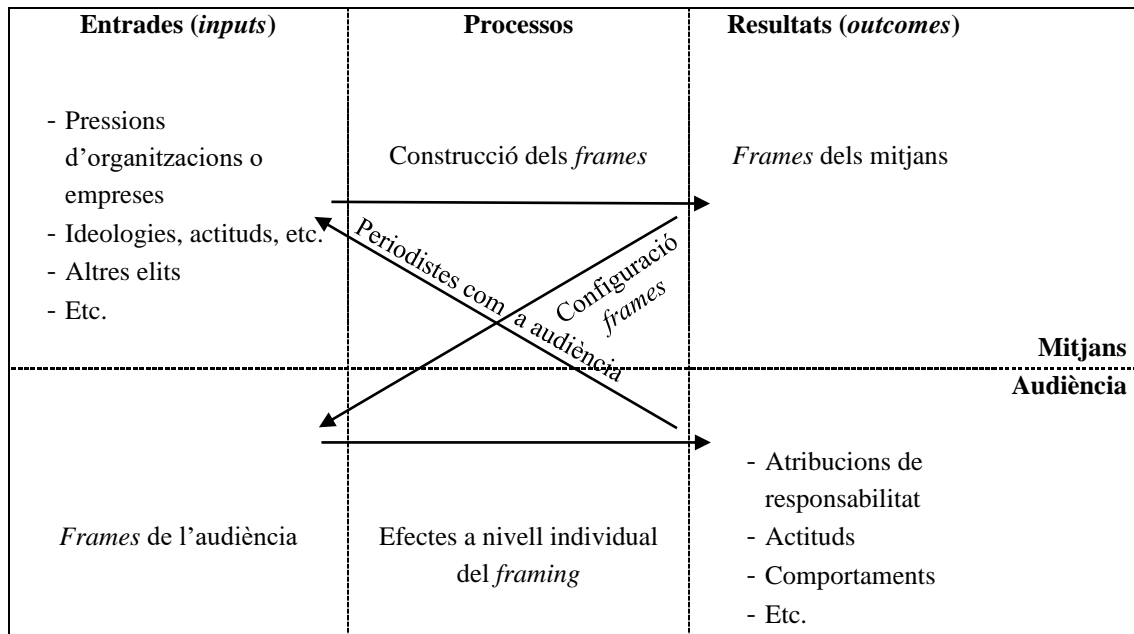 Entrades (inputs)
Processos
Resultats (outcomes)
- Pressions
d’organitzacions o
empreses
- Ideologies, actituds, etc.
- Altres elits
- Etc.
Construcció dels frames
Frames dels mitjans
Periodistes com a audiència
Configuració
frames
Mitjans
Audiència
Frames de l’audiència
Efectes a nivell individual
del framing
- Atribucions de
responsabilitat
- Actituds
- Comportaments
- Etc.